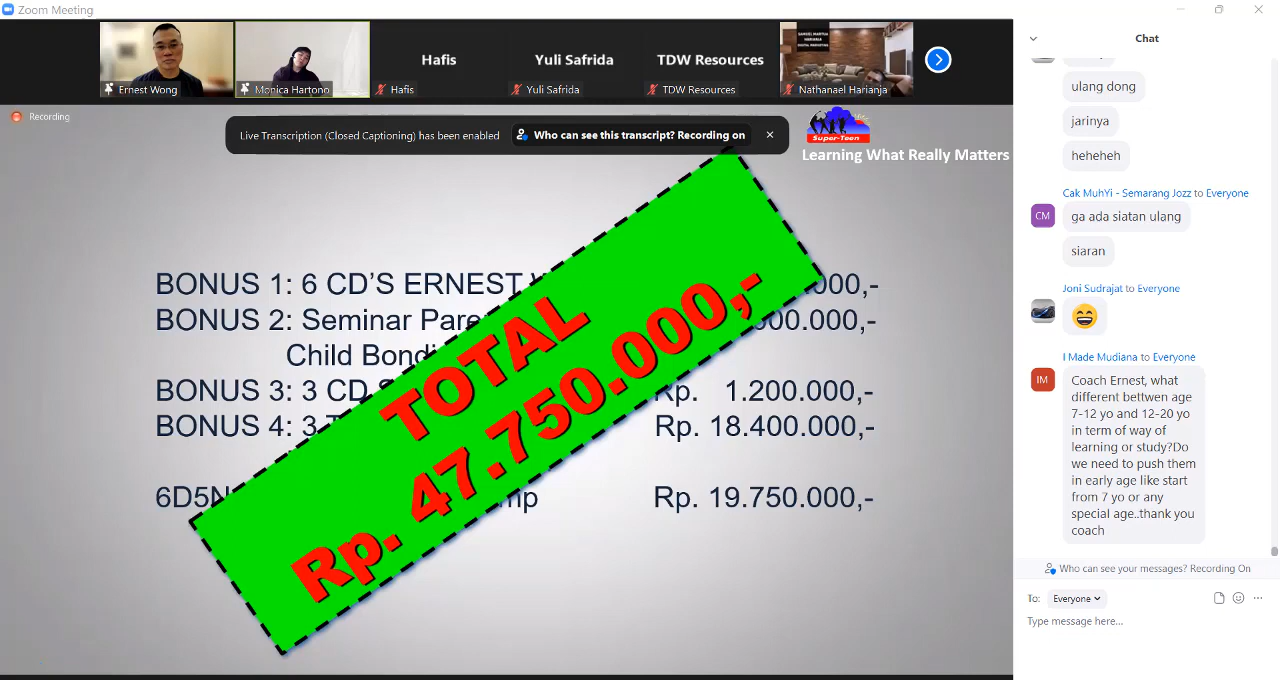 Zoom Meeting
Ernest Wong
Monica Hartono
Hafis
Hafis
Yuli Safrida
Yuli Safrida
TDW Resources
TDW Resources
SAMUEL MARTUA
HARIANJA
DIGITAL MARKETING
Nathanael Harianja
Recording
Live Transcription (Closed Captioning) has been enabled
Who can see this transcript? Recording on
Super-Teen
Learning What Really Matters
BONUS 1: 6 CD'S ERNEST
000,-
BONUS 2: Seminar
000.000,-
Child
BONUS 3: 3 CD
Rp. 1.200.000,-
BONUS 4: 3
Rp. 18.400.000,-
6D5N
Rp. 19.750.000,-
TOTAL
Rp. 47.750.000,-
Chat
ulang dong
jarinya
heheheh
Cak MuhYi - Semarang Jozz to Everyone
CM
ga ada siatan ulang
siaran
Joni Sudrajat to Everyone
I Made Mudiana to Everyone
IM
Coach Ernest, what
different bettwen age
7-12 yo and 12-20 yo
in term of way of
learning or study?Do
we need to push them
in early age like start
from 7 yo or any
special age..thank you
coach
Who can see your messages? Recording On
To: Everyone
Type message here...